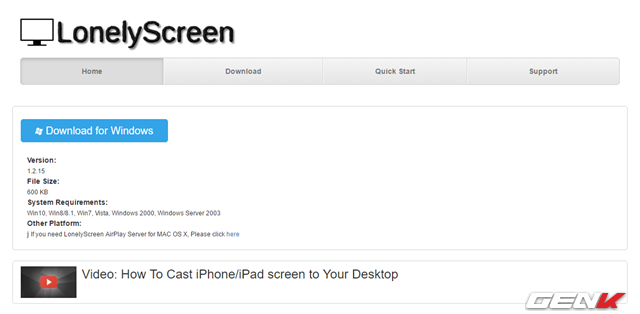 LonelyScreen
Home Download Quick Start Support
Download for Windows
Version:
1.2.15
File Size:
600 KB
System Requirements:
Win10, Win8/8.1, Win7, Vista, Windows 2000, Windows Server 2003
Other Platform:
] If you need LonelyScreen AirPlay Server for MAC OS X, Please click here
Video: How To Cast iPhone/iPad screen to Your Desktop
GENK